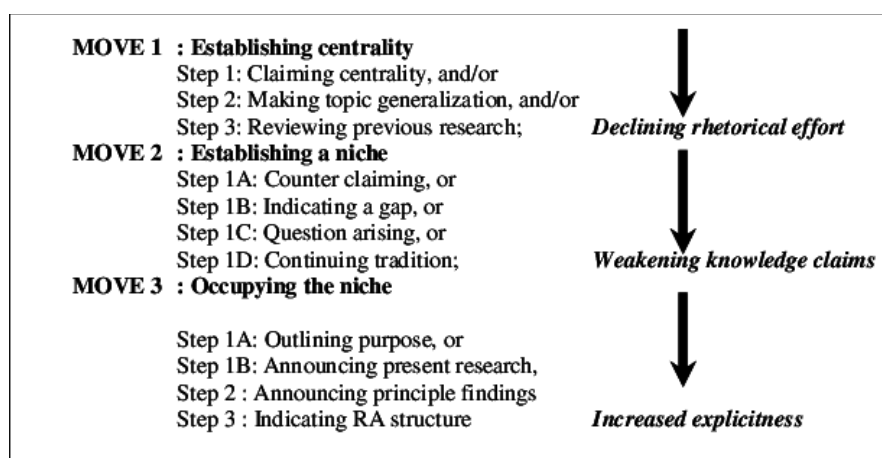 MOVE 1 : Establishing centrality
Step 1: Claiming centrality, and/or
Step 2: Making topic generalization, and/or
Step 3: Reviewing previous research; Declining rhetorical effort
MOVE 2 : Establishing a niche
Step 1A: Counter claiming, or
Step 1B: Indicating a gap, or
Step 1C: Question arising, or
Step 1D: Continuing tradition; Weakening knowledge claims
MOVE 3 : Occupying the niche
Step 1A: Outlining purpose, or
Step 1B: Announcing present research,
Step 2 : Announcing principle findings
Step 3 : Indicating RA structure Increased explicitness